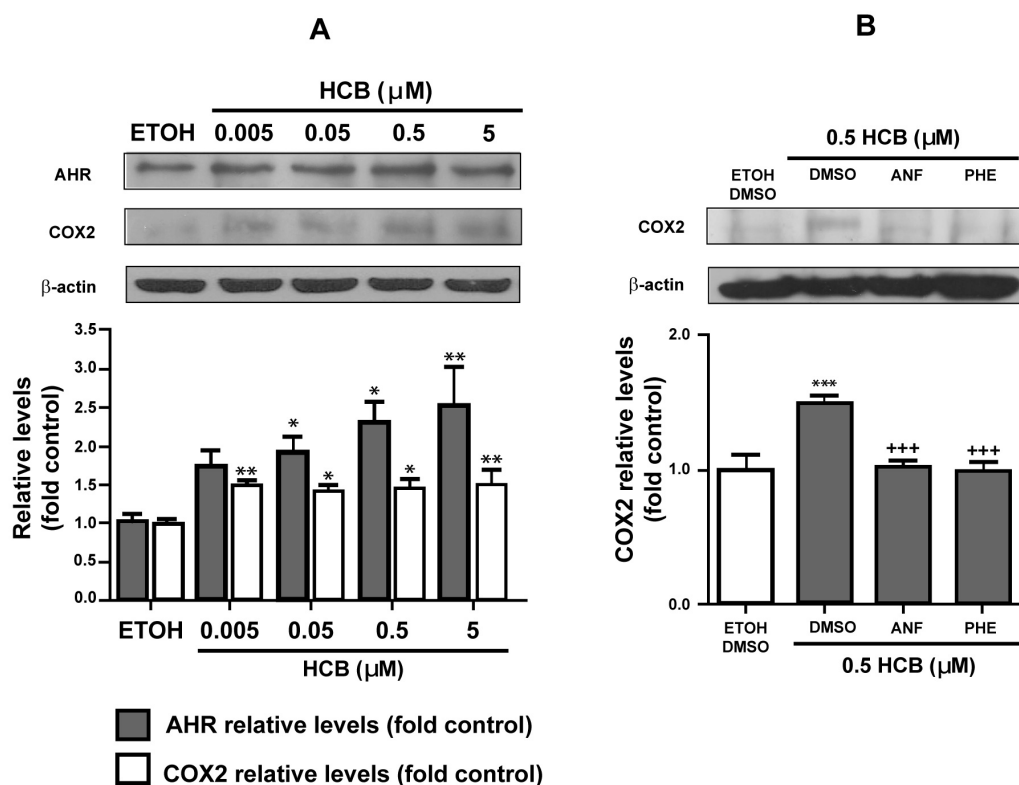 A
HCB (µM)
ETOH 0.005 0.05 0.5 5
AHR
COX2
β-actin
Relative levels
(fold control)
3.5
3.0
2.5
2.0
1.5
1.0
0.5
0.0
** 
* *
* *
** **
ETOH 0.005 0.05 0.5 5
HCB (µM)
AHR relative levels (fold control)
COX2 relative levels (fold control)
B
0.5 HCB (µM)
ETOH
DMSO
DMSO ANF PHE
COX2
β-actin
COX2 relative levels
(fold control)
2.0
1.0
0.0
***
+++ +++
ETOH
DMSO
DMSO ANF PHE
0.5 HCB (µM)